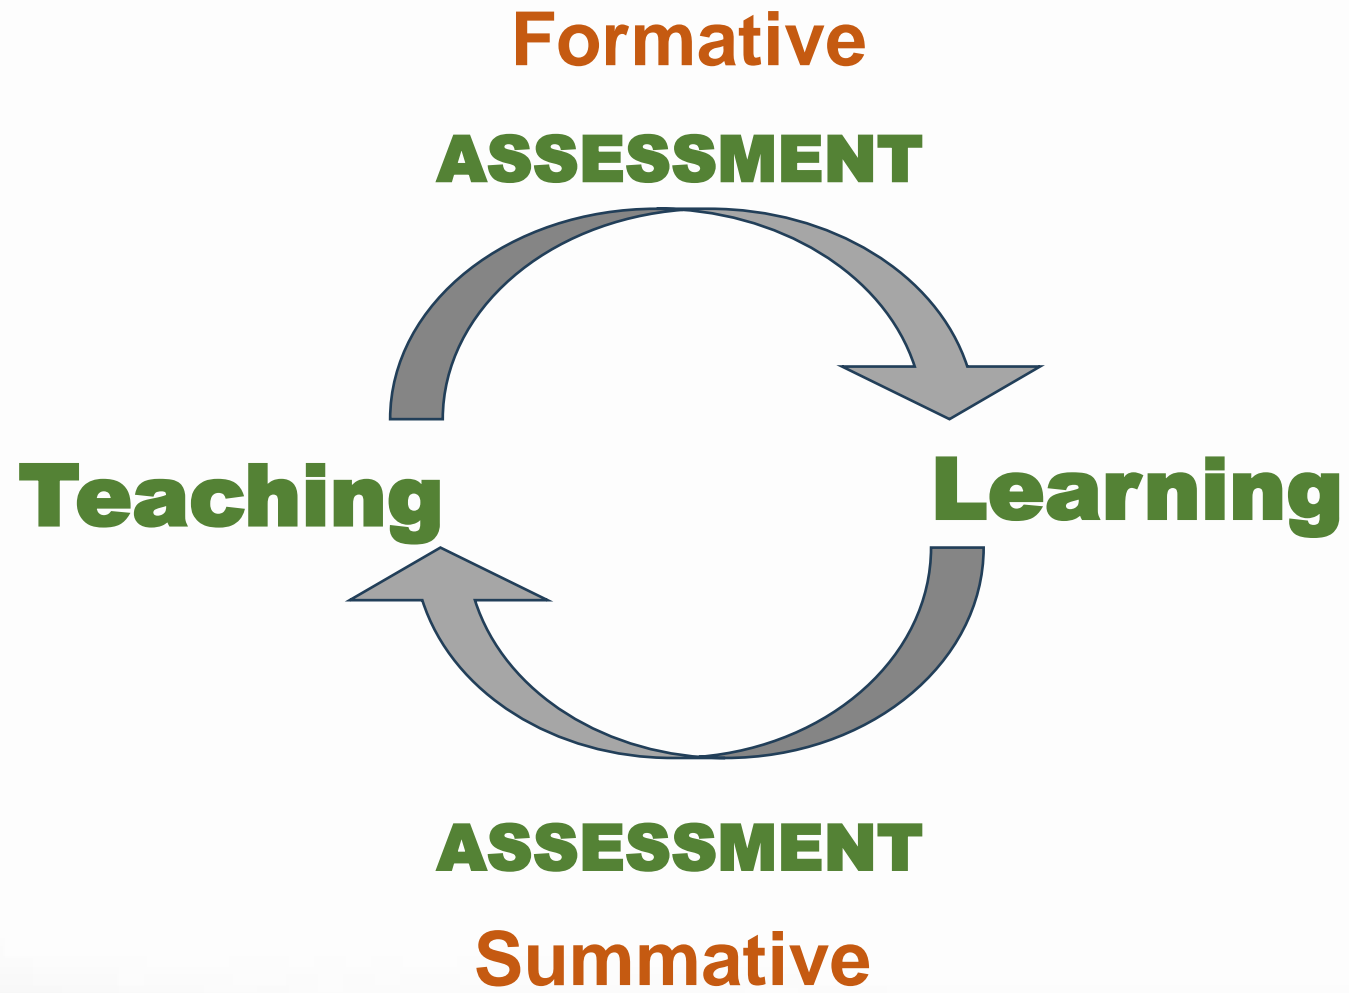 Formative
ASSESSMENT
Teaching
Learning
ASSESSMENT
Summative